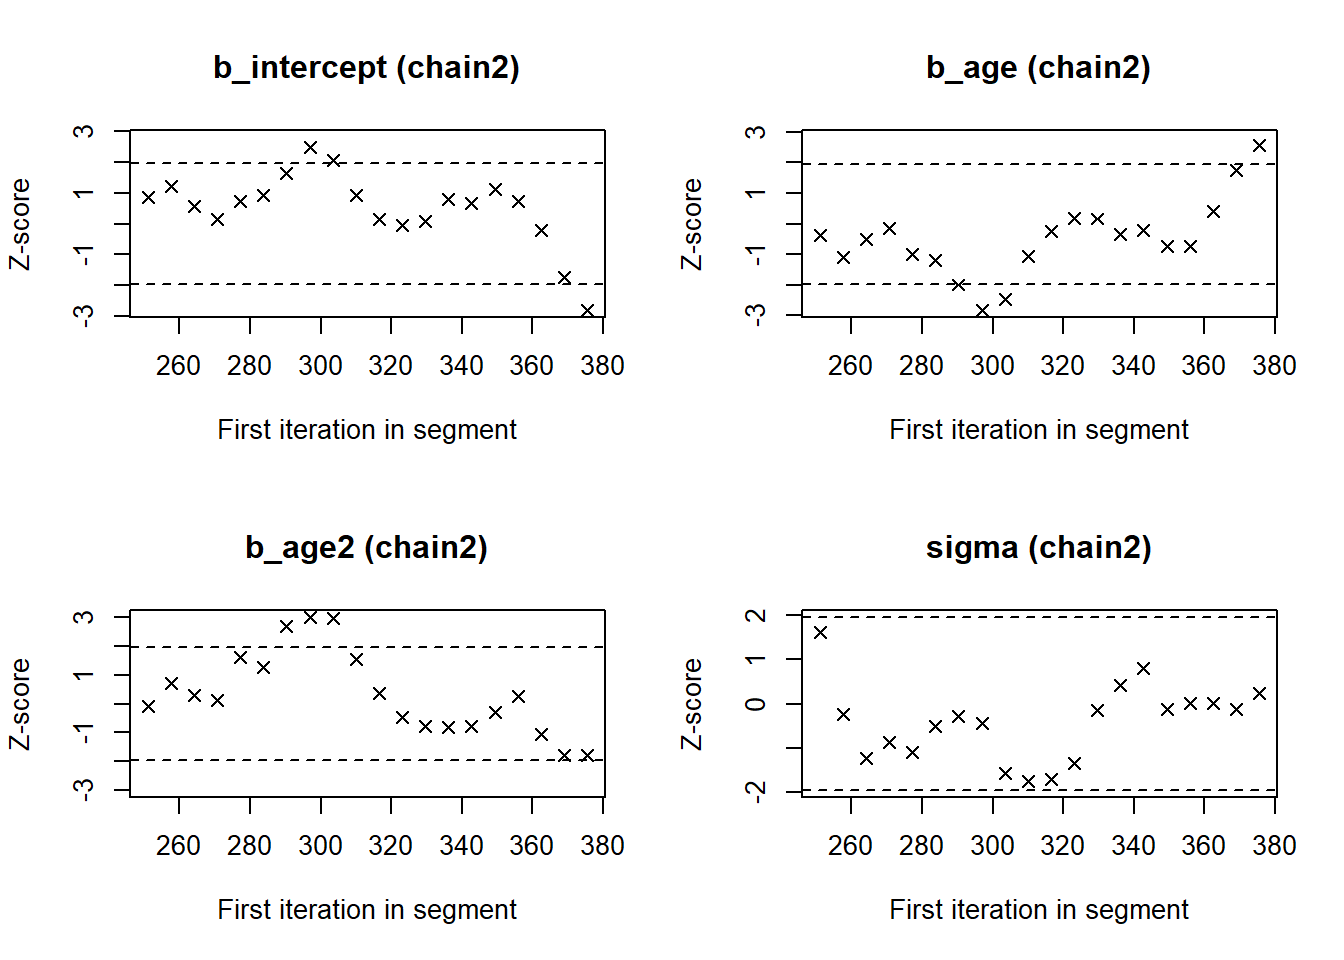 b_intercept (chain2)
Z-score
3
1
-1
-3
260 280 300 320 340 360 380
First iteration in segment
b_age (chain2)
Z-score
3
1
-1
-3
260 280 300 320 340 360 380
First iteration in segment
b_age2 (chain2)
Z-score
3
1
-1
-3
260 280 300 320 340 360 380
First iteration in segment
sigma (chain2)
Z-score
2
1
0
-2
260 280 300 320 340 360 380
First iteration in segment